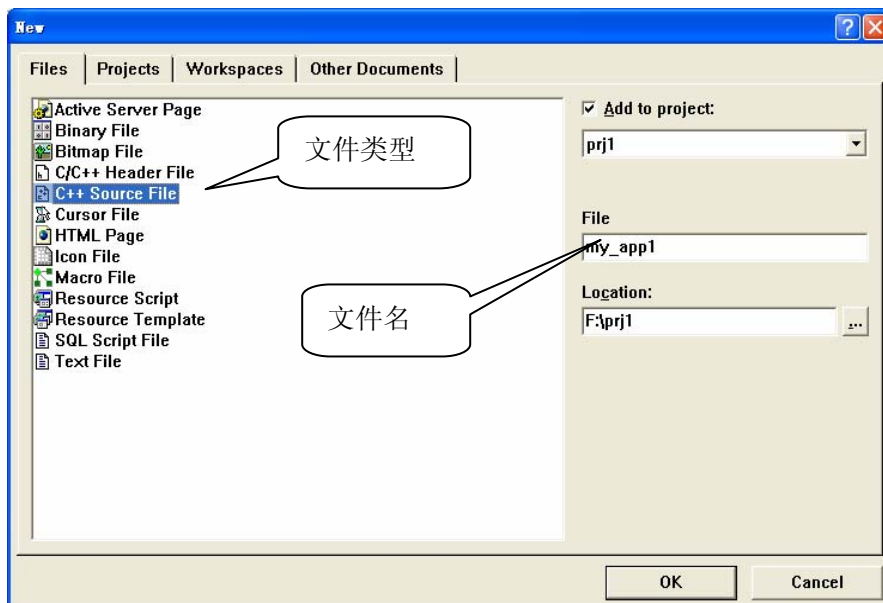 New
Files
Projects
Workspaces
Other Documents
Active Server Page
Binary File
Bitmap File
C/C++ Header File
C++ Source File
Cursor File
HTML Page
Icon File
Macro File
Resource Script
Resource Template
SQL Script File
Text File
文件类型
文件名
Add to project:
prj1
File
my_app1
Location:
F:\prj1
...
OK
Cancel